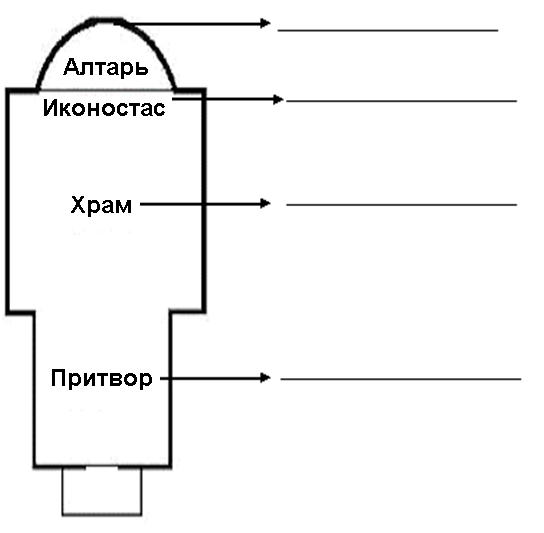 Алтарь
Иконостас
Храм
Притвор